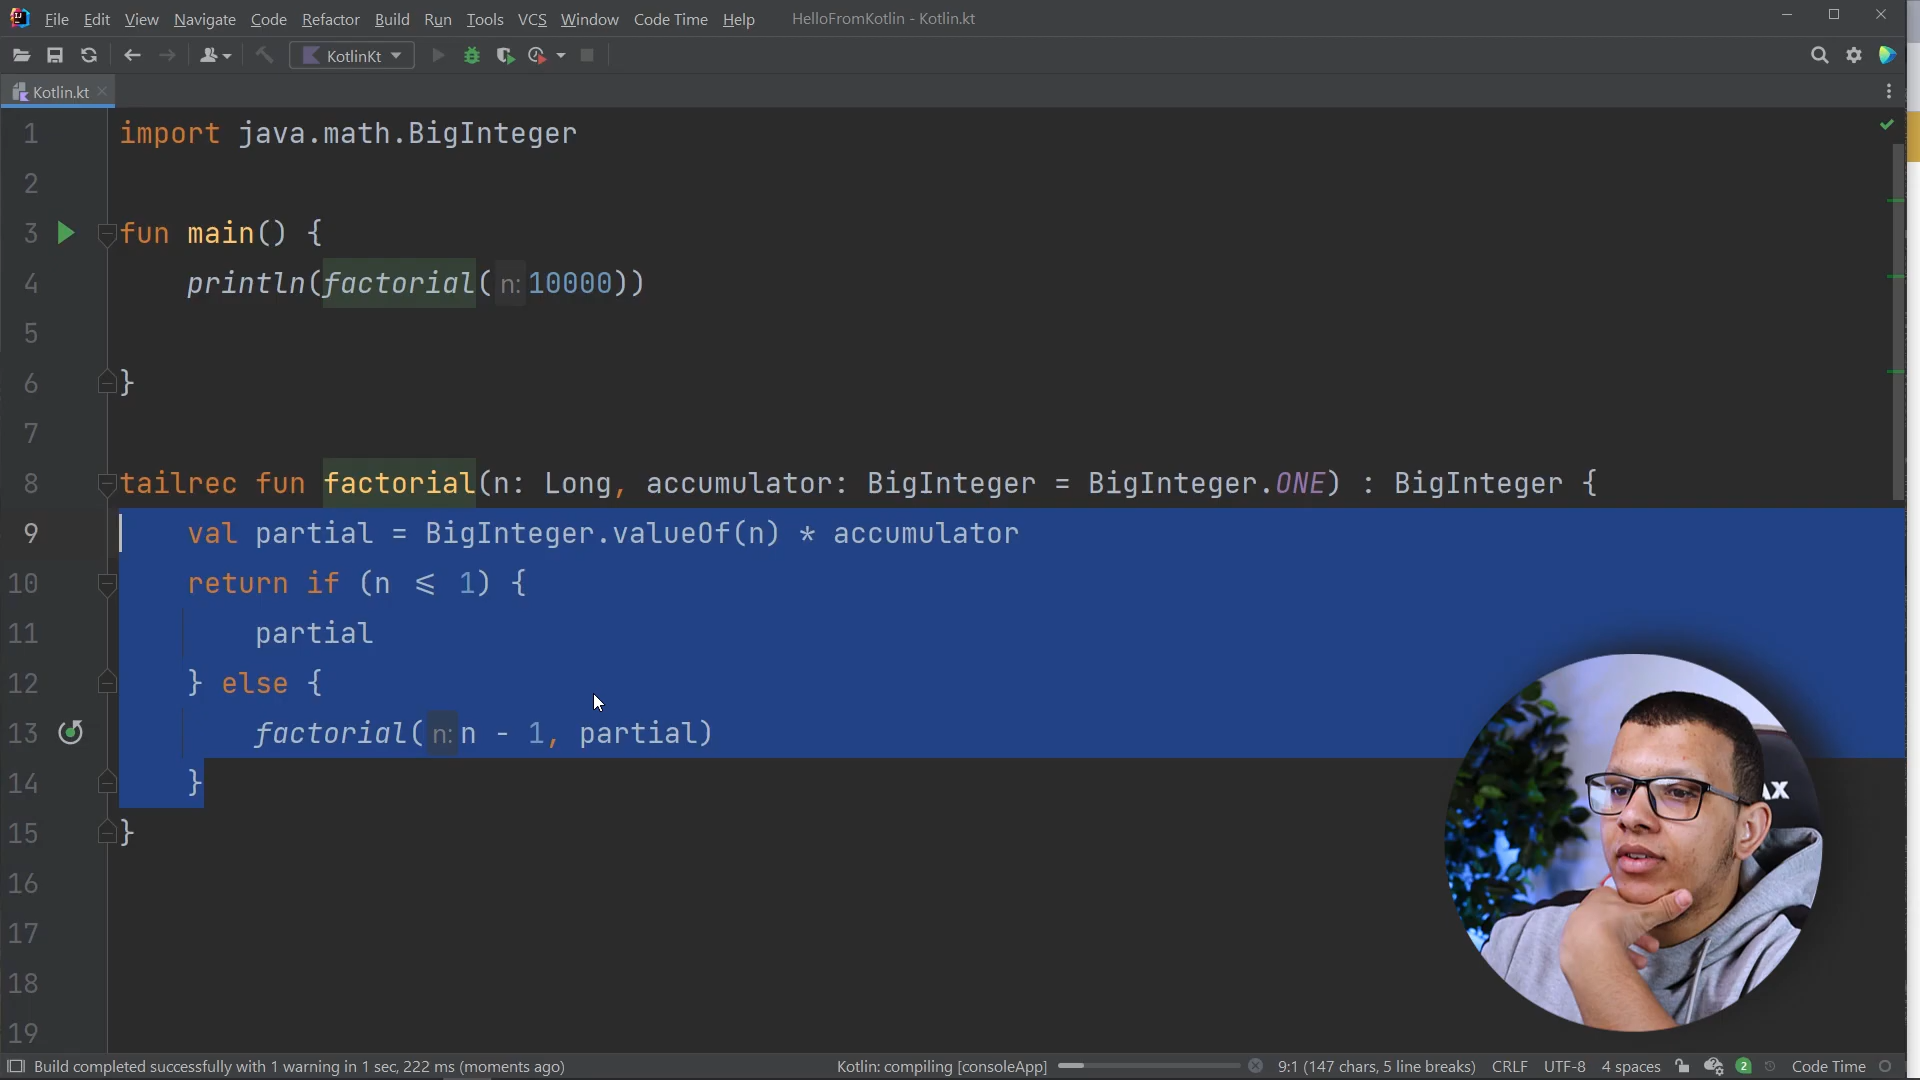 File Edit View Navigate Code Refactor Build Run Tools VCS Window Code Time Help HelloFromKotlin - Kotlin.kt
KotlinKt
Kotlin.kt
1 import java.math.BigInteger
2
3 fun main() {
4 println(factorial( n: 10000))
5
6 }
7
8 tailrec fun factorial(n: Long, accumulator: BigInteger = BigInteger.ONE) : BigInteger {
9 val partial = BigInteger.valueOf(n) * accumulator
10 return if (n ⩽ 1) {
11 partial
12 } else {
13 factorial( n: n - 1, partial)
14 }
15 }
16
17
18
19
AX
Build completed successfully with 1 warning in 1 sec, 222 ms (moments ago) Kotlin: compiling [consoleApp] 9:1 (147 chars, 5 line breaks) CRLF UTF-8 4 spaces 2 Code Time